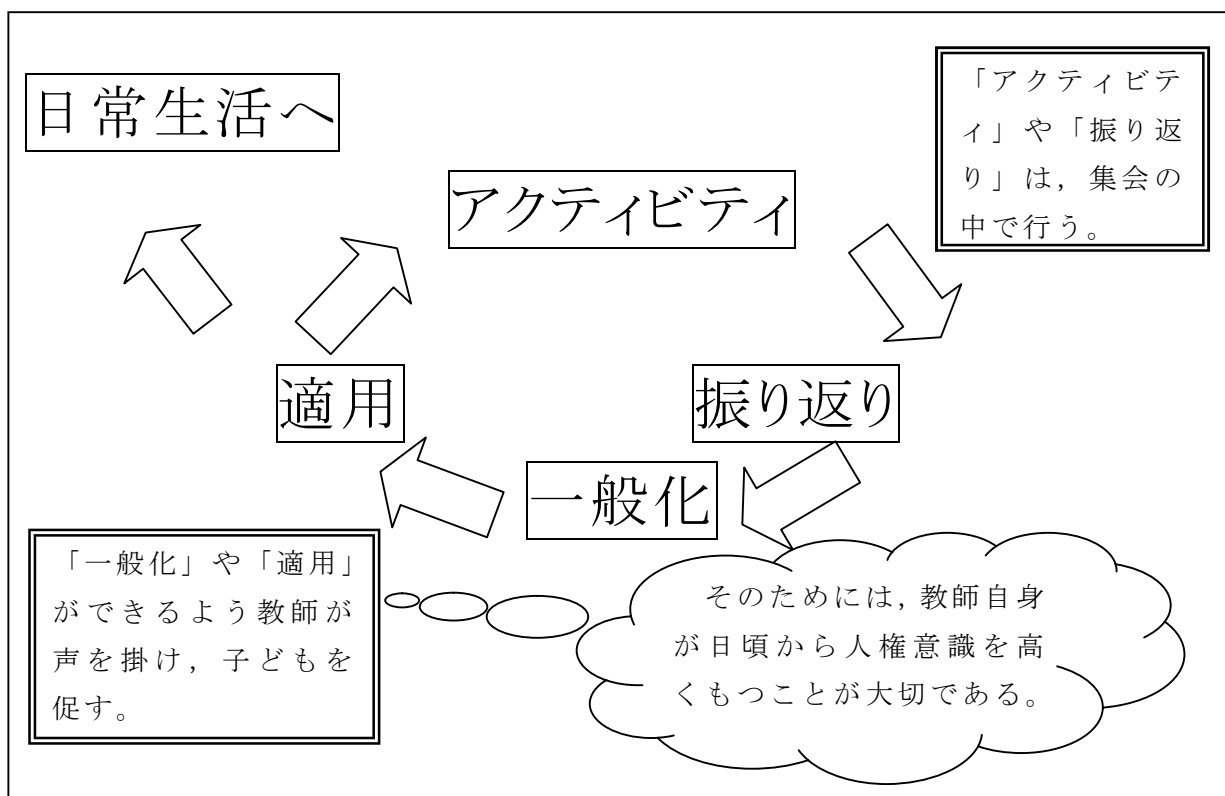 日常生活へ
アクティビティ
「アクティビテ
ィ」や「振り返
り」は，集会の
中で行う。
適用
振り返り
一般化
「一般化」や「適用」
ができるよう教師が
声を掛け，子どもを
促す。
そのためには，教師自身
が日頃から人権意識を高
くもつことが大切である。